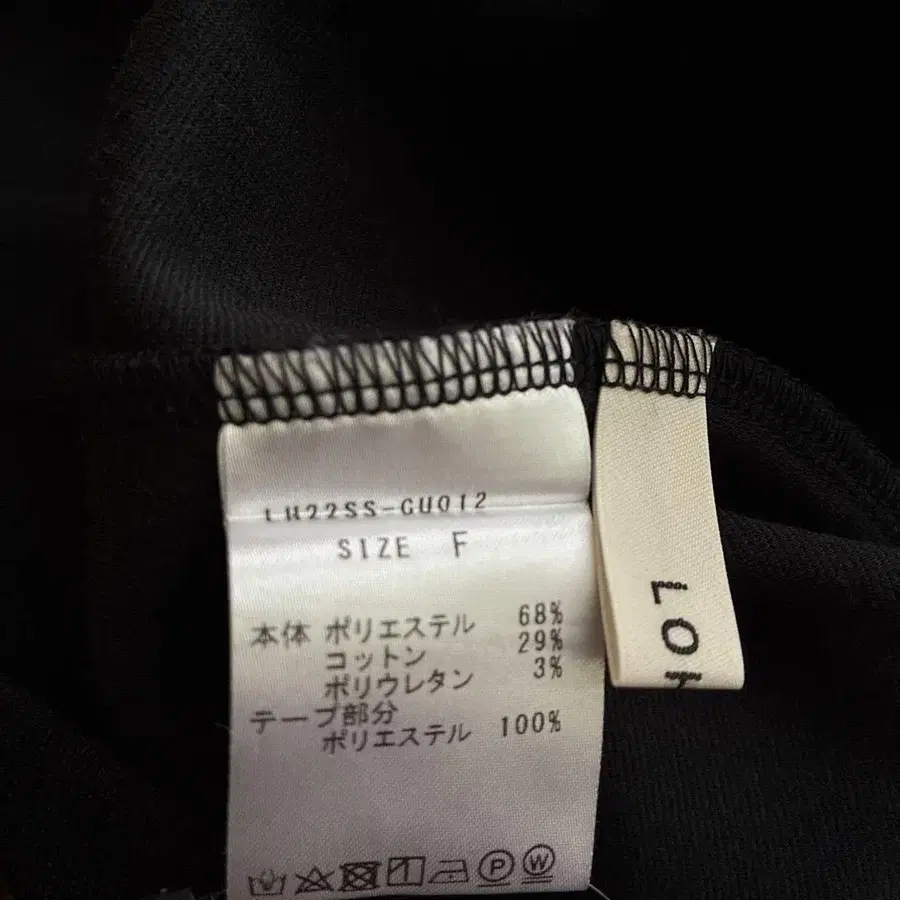 LH22SS-CU012
SIZE F
本体 ポリエステル 68%
コットン 29%
ポリウレタン 3%
テープ部分
ポリエステル 100%
P W